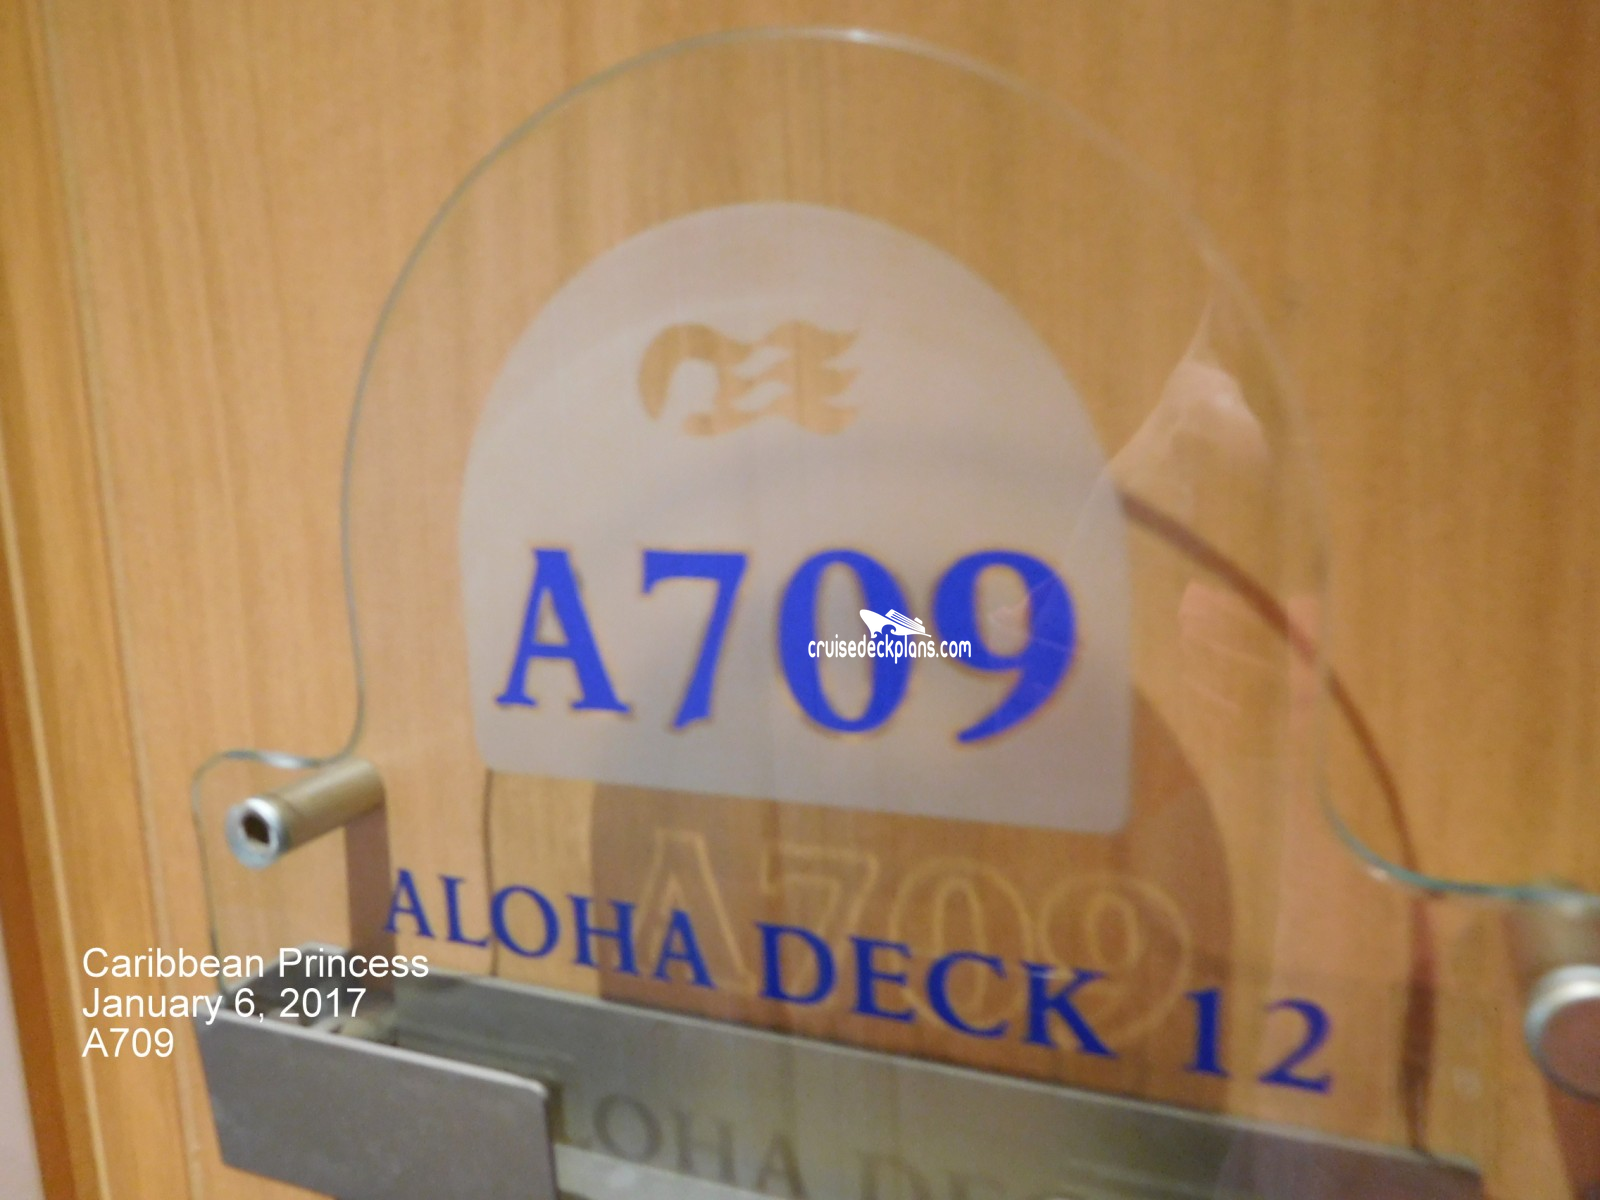 A709
cruisedeckplans.com
ALOHA DECK 12
Caribbean Princess
January 6, 2017
A709